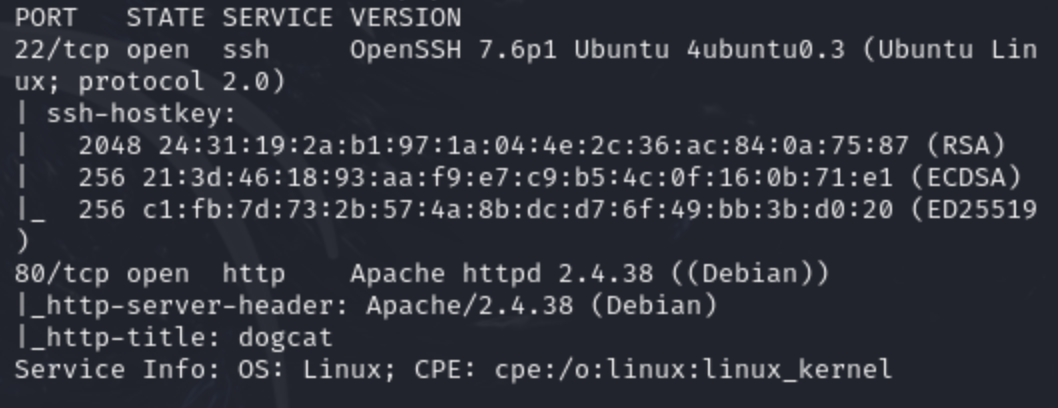 PORT   STATE SERVICE VERSION
22/tcp open  ssh     OpenSSH 7.6p1 Ubuntu 4ubuntu0.3 (Ubuntu Lin
ux; protocol 2.0)
| ssh-hostkey:
|   2048 24:31:19:2a:b1:97:1a:04:4e:2c:36:ac:84:0a:75:87 (RSA)
|   256 21:3d:46:18:93:aa:f9:e7:c9:b5:4c:0f:16:0b:71:e1 (ECDSA)
|_  256 c1:fb:7d:73:2b:57:4a:8b:dc:d7:6f:49:bb:3b:d0:20 (ED25519
)
80/tcp open  http    Apache httpd 2.4.38 ((Debian))
|_http-server-header: Apache/2.4.38 (Debian)
|_http-title: dogcat
Service Info: OS: Linux; CPE: cpe:/o:linux:linux_kernel